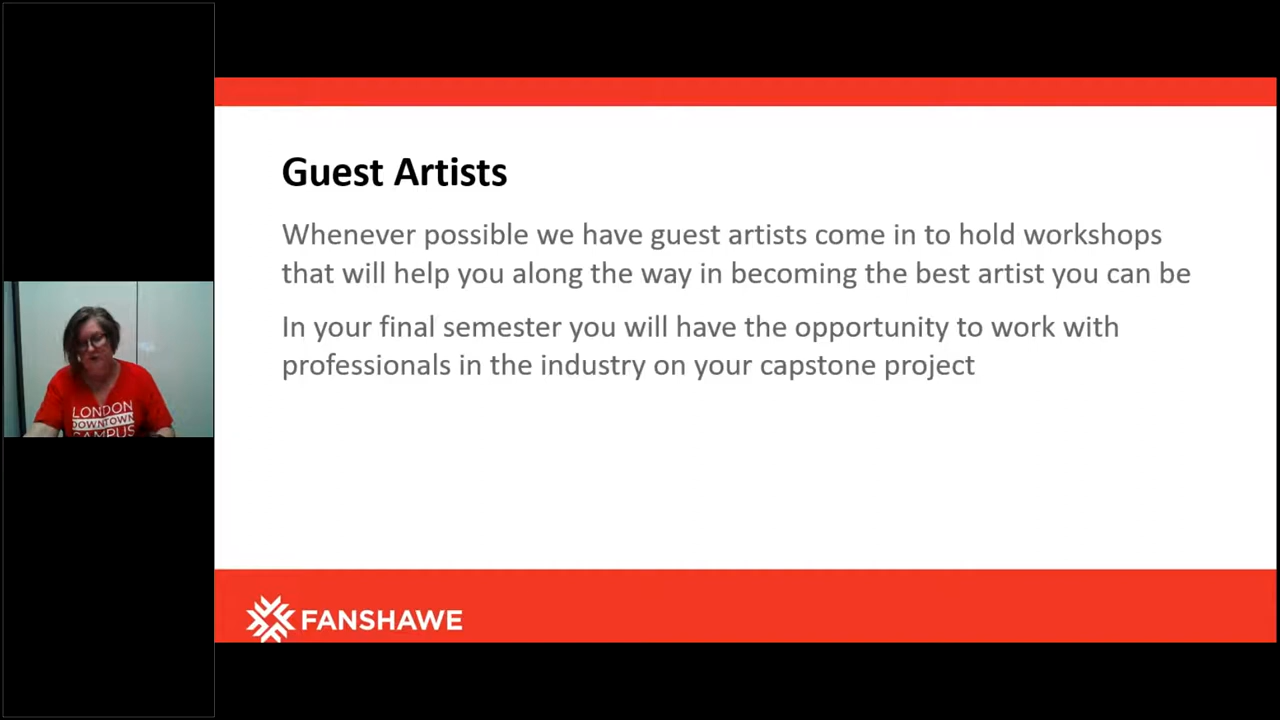 Guest Artists
Whenever possible we have guest artists come in to hold workshops
that will help you along the way in becoming the best artist you can be
In your final semester you will have the opportunity to work with
professionals in the industry on your capstone project
LONDON
DOWNTOWN
CAMPUS
FANSHAWE